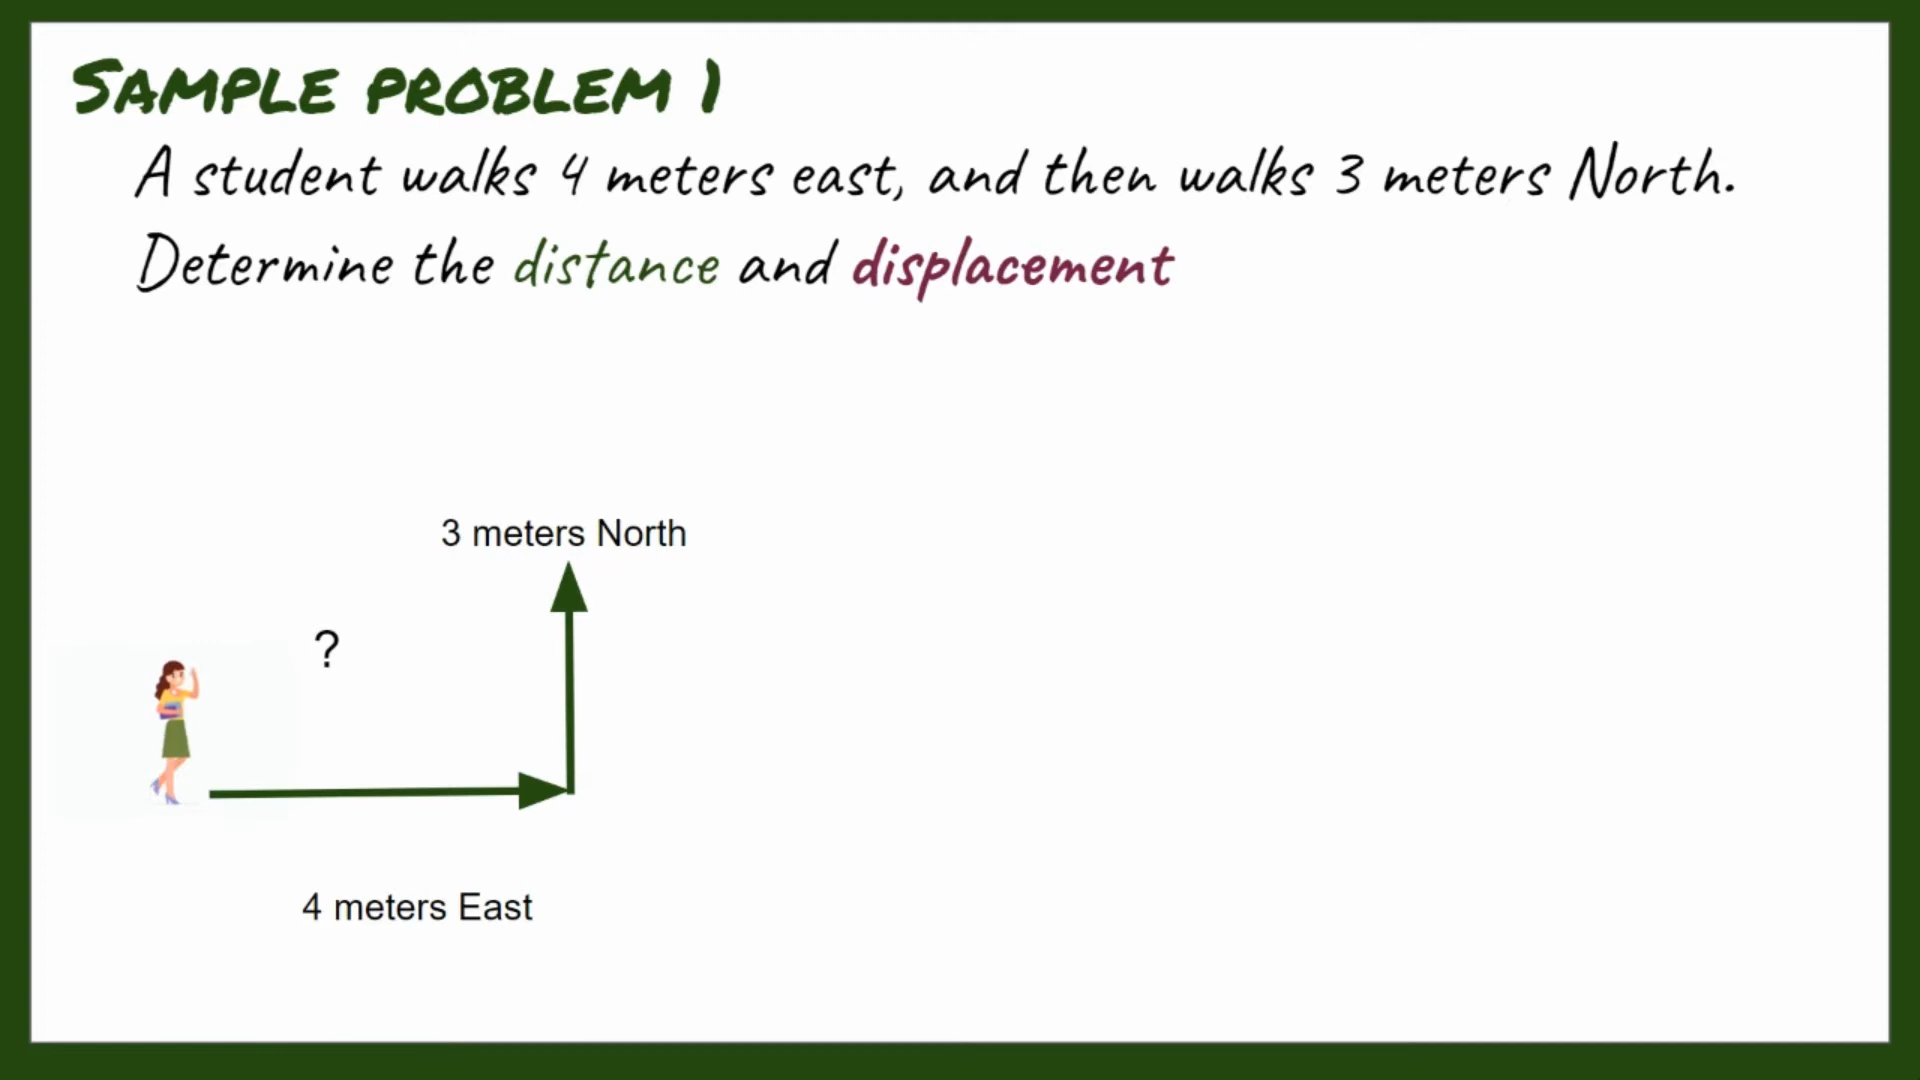 Sample problem 1
A student walks 4 meters east, and then walks 3 meters North.
Determine the distance and displacement
3 meters North
?
4 meters East